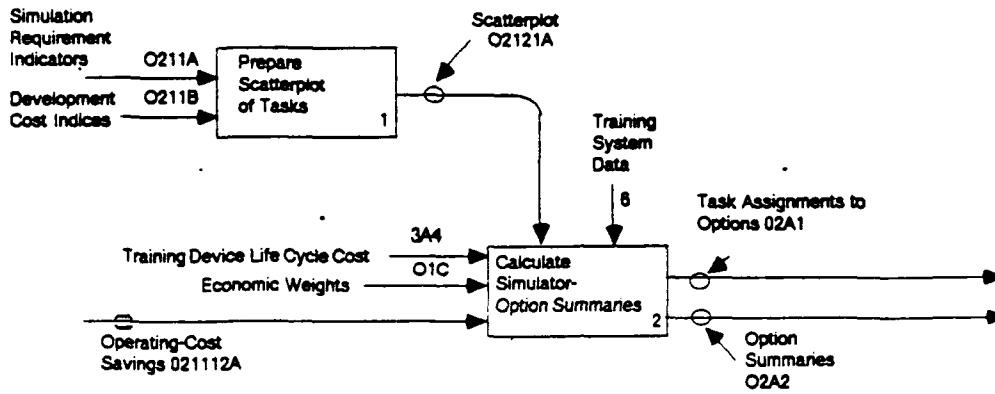 Simulation
Requirement
Indicators
O211A
Development
Cost Indices
O211B
Prepare
Scatterplot
of Tasks
1
Scatterplot
O2121A
Training
System
Data
6
Task Assignments to
Options 02A1
3A4
Training Device Life Cycle Cost
O1C
Economic Weights
Operating-Cost
Savings 021112A
Calculate
Simulator-
Option Summaries
2
Option
Summaries
O2A2